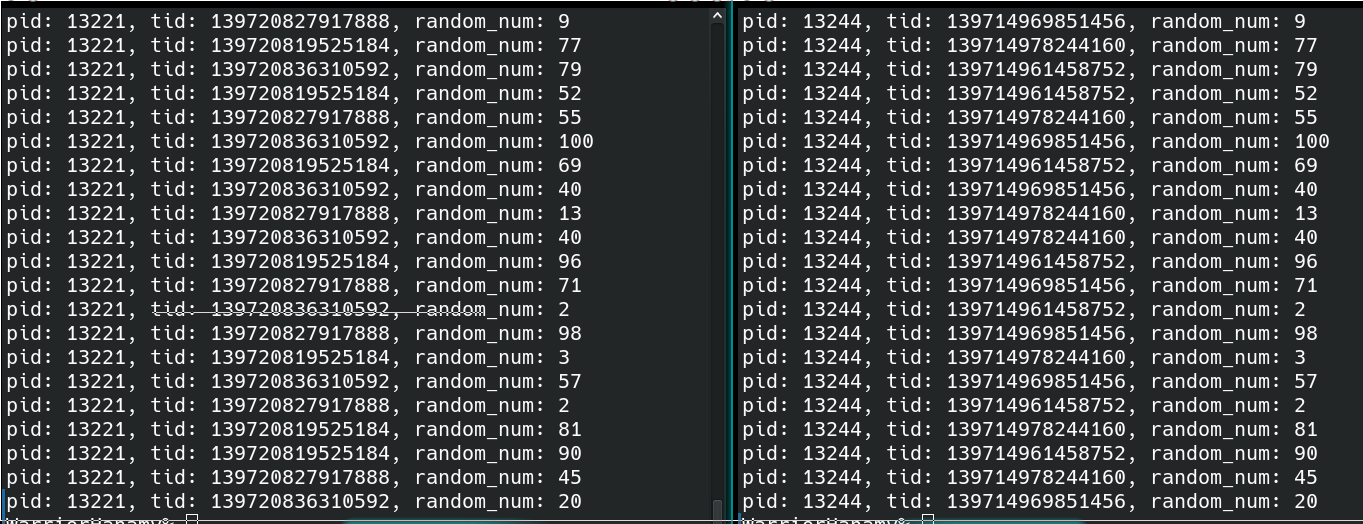 pid: 13221, tid: 139720827917888, random_num: 9
pid: 13221, tid: 139720819525184, random_num: 77
pid: 13221, tid: 139720836310592, random_num: 79
pid: 13221, tid: 139720819525184, random_num: 52
pid: 13221, tid: 139720827917888, random_num: 55
pid: 13221, tid: 139720836310592, random_num: 100
pid: 13221, tid: 139720819525184, random_num: 69
pid: 13221, tid: 139720836310592, random_num: 40
pid: 13221, tid: 139720827917888, random_num: 13
pid: 13221, tid: 139720836310592, random_num: 40
pid: 13221, tid: 139720819525184, random_num: 96
pid: 13221, tid: 139720827917888, random_num: 71
pid: 13221, tid: 139720836310592, random_num: 2
pid: 13221, tid: 139720827917888, random_num: 98
pid: 13221, tid: 139720819525184, random_num: 3
pid: 13221, tid: 139720836310592, random_num: 57
pid: 13221, tid: 139720827917888, random_num: 2
pid: 13221, tid: 139720819525184, random_num: 81
pid: 13221, tid: 139720819525184, random_num: 90
pid: 13221, tid: 139720827917888, random_num: 45
pid: 13221, tid: 139720836310592, random_num: 20
pid: 13244, tid: 139714969851456, random_num: 9
pid: 13244, tid: 139714978244160, random_num: 77
pid: 13244, tid: 139714961458752, random_num: 79
pid: 13244, tid: 139714961458752, random_num: 52
pid: 13244, tid: 139714978244160, random_num: 55
pid: 13244, tid: 139714969851456, random_num: 100
pid: 13244, tid: 139714961458752, random_num: 69
pid: 13244, tid: 139714969851456, random_num: 40
pid: 13244, tid: 139714978244160, random_num: 13
pid: 13244, tid: 139714978244160, random_num: 40
pid: 13244, tid: 139714961458752, random_num: 96
pid: 13244, tid: 139714969851456, random_num: 71
pid: 13244, tid: 139714961458752, random_num: 2
pid: 13244, tid: 139714969851456, random_num: 98
pid: 13244, tid: 139714978244160, random_num: 3
pid: 13244, tid: 139714969851456, random_num: 57
pid: 13244, tid: 139714961458752, random_num: 2
pid: 13244, tid: 139714978244160, random_num: 81
pid: 13244, tid: 139714961458752, random_num: 90
pid: 13244, tid: 139714978244160, random_num: 45
pid: 13244, tid: 139714969851456, random_num: 20